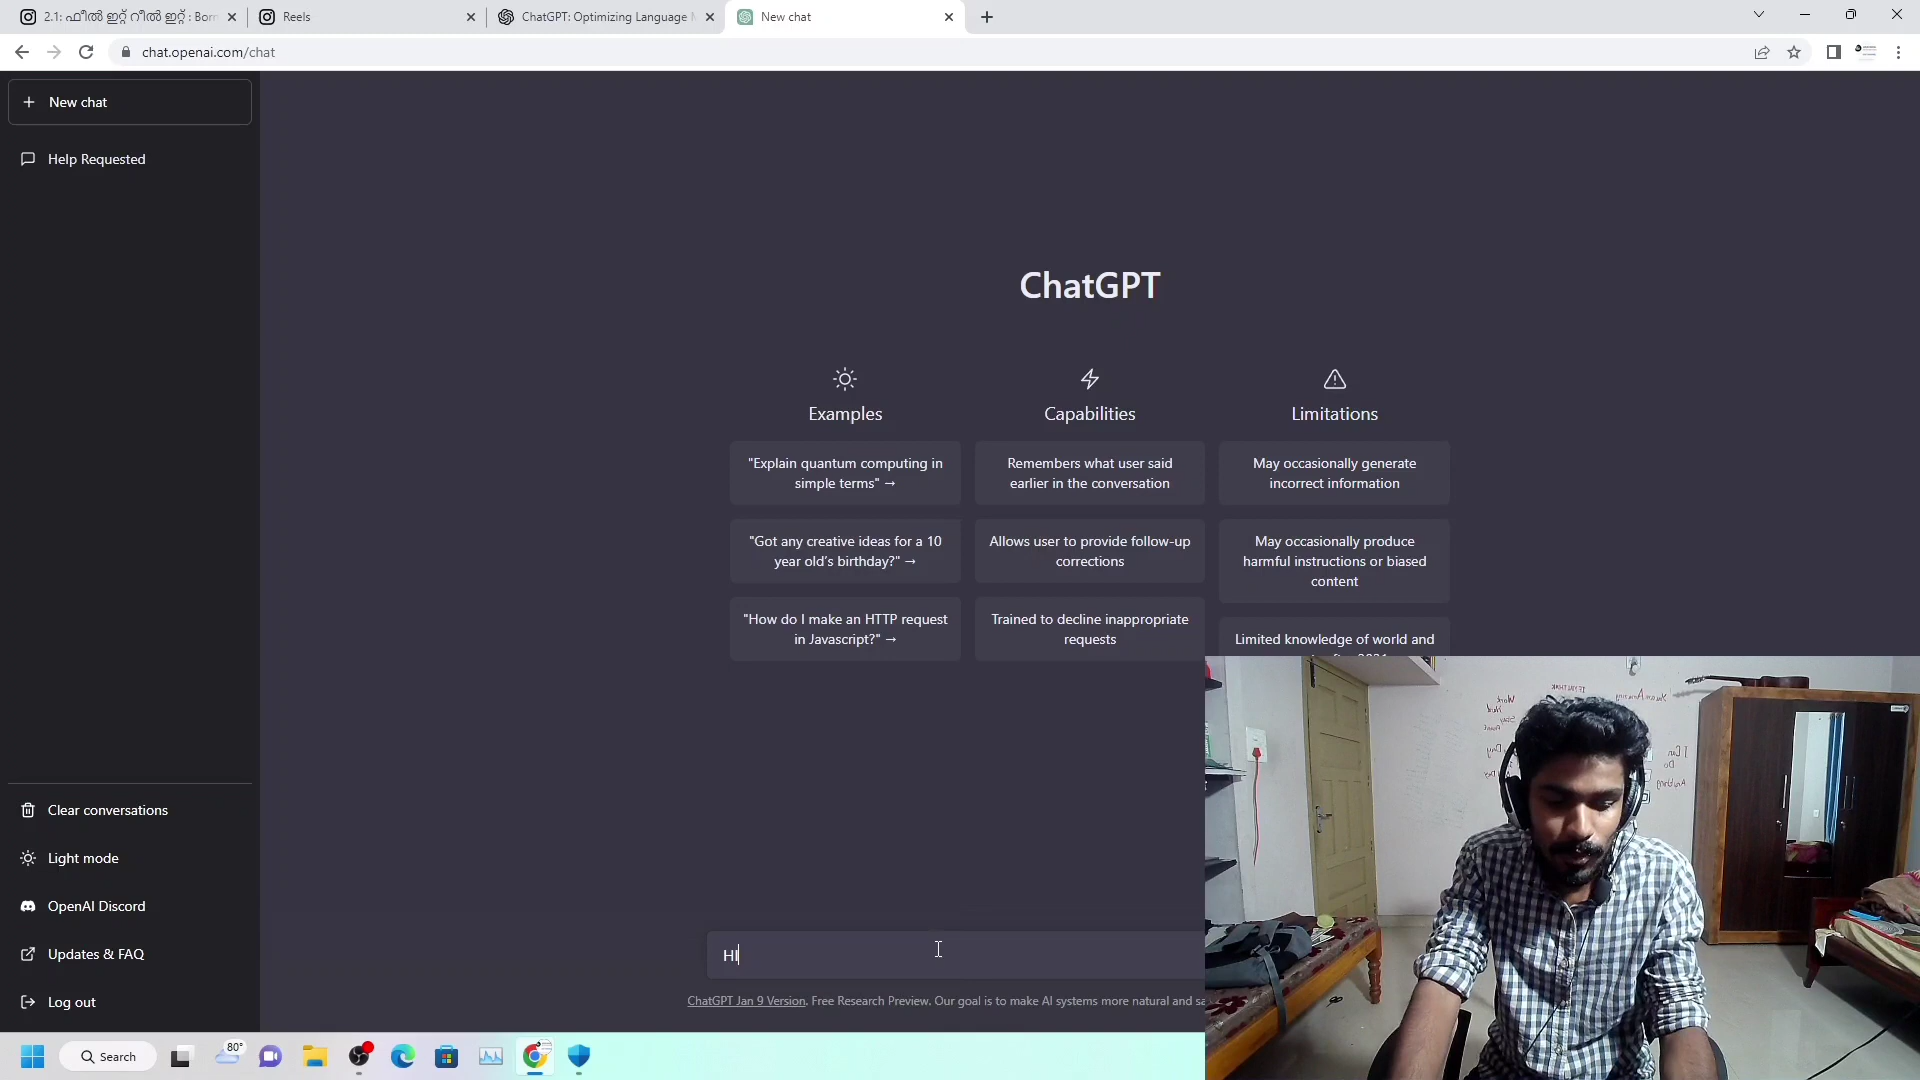 2.1: ഫീൽ ഇറ്റ് റീൽ ഇറ്റ് : Born
Reels
ChatGPT: Optimizing Language
New chat
chat.openai.com/chat
New chat
Help Requested
ChatGPT
Examples
Capabilities
Limitations
"Explain quantum computing in
simple terms" →
Remembers what user said
earlier in the conversation
May occasionally generate
incorrect information
"Got any creative ideas for a 10
year old's birthday?" →
Allows user to provide follow-up
corrections
May occasionally produce
harmful instructions or biased
content
"How do I make an HTTP request
in Javascript?" →
Trained to decline inappropriate
requests
Limited knowledge of world and
Clear conversations
Light mode
OpenAI Discord
Updates & FAQ
Log out
HI
ChatGPT Jan 9 Version. Free Research Preview. Our goal is to make AI systems more natural and
80°
Search